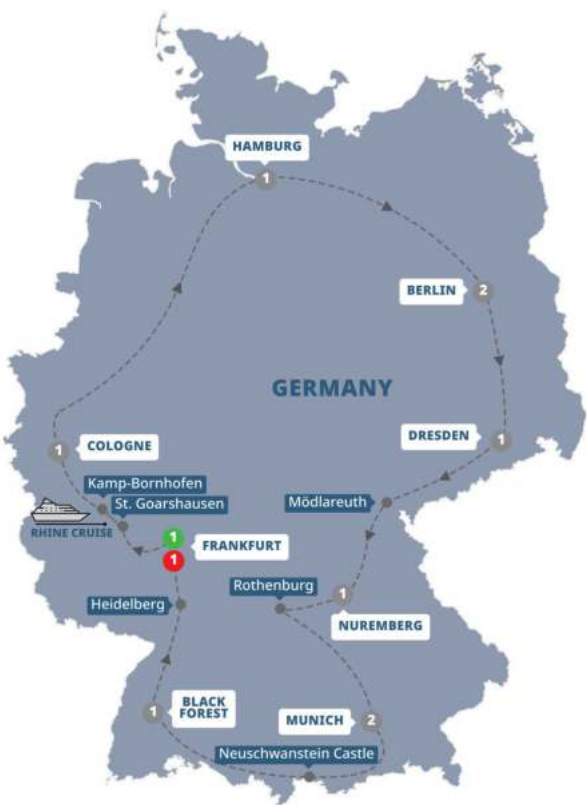 HAMBURG
1
BERLIN
2
GERMANY
DRESDEN
1
COLOGNE
1
Kamp-Bornhofen
St. Goarshausen
RHINE CRUISE
Mödlareuth
1
FRANKFURT
1
Heidelberg
Rothenburg
1
NUREMBERG
BLACK
FOREST
1
MUNICH
2
Neuschwanstein Castle